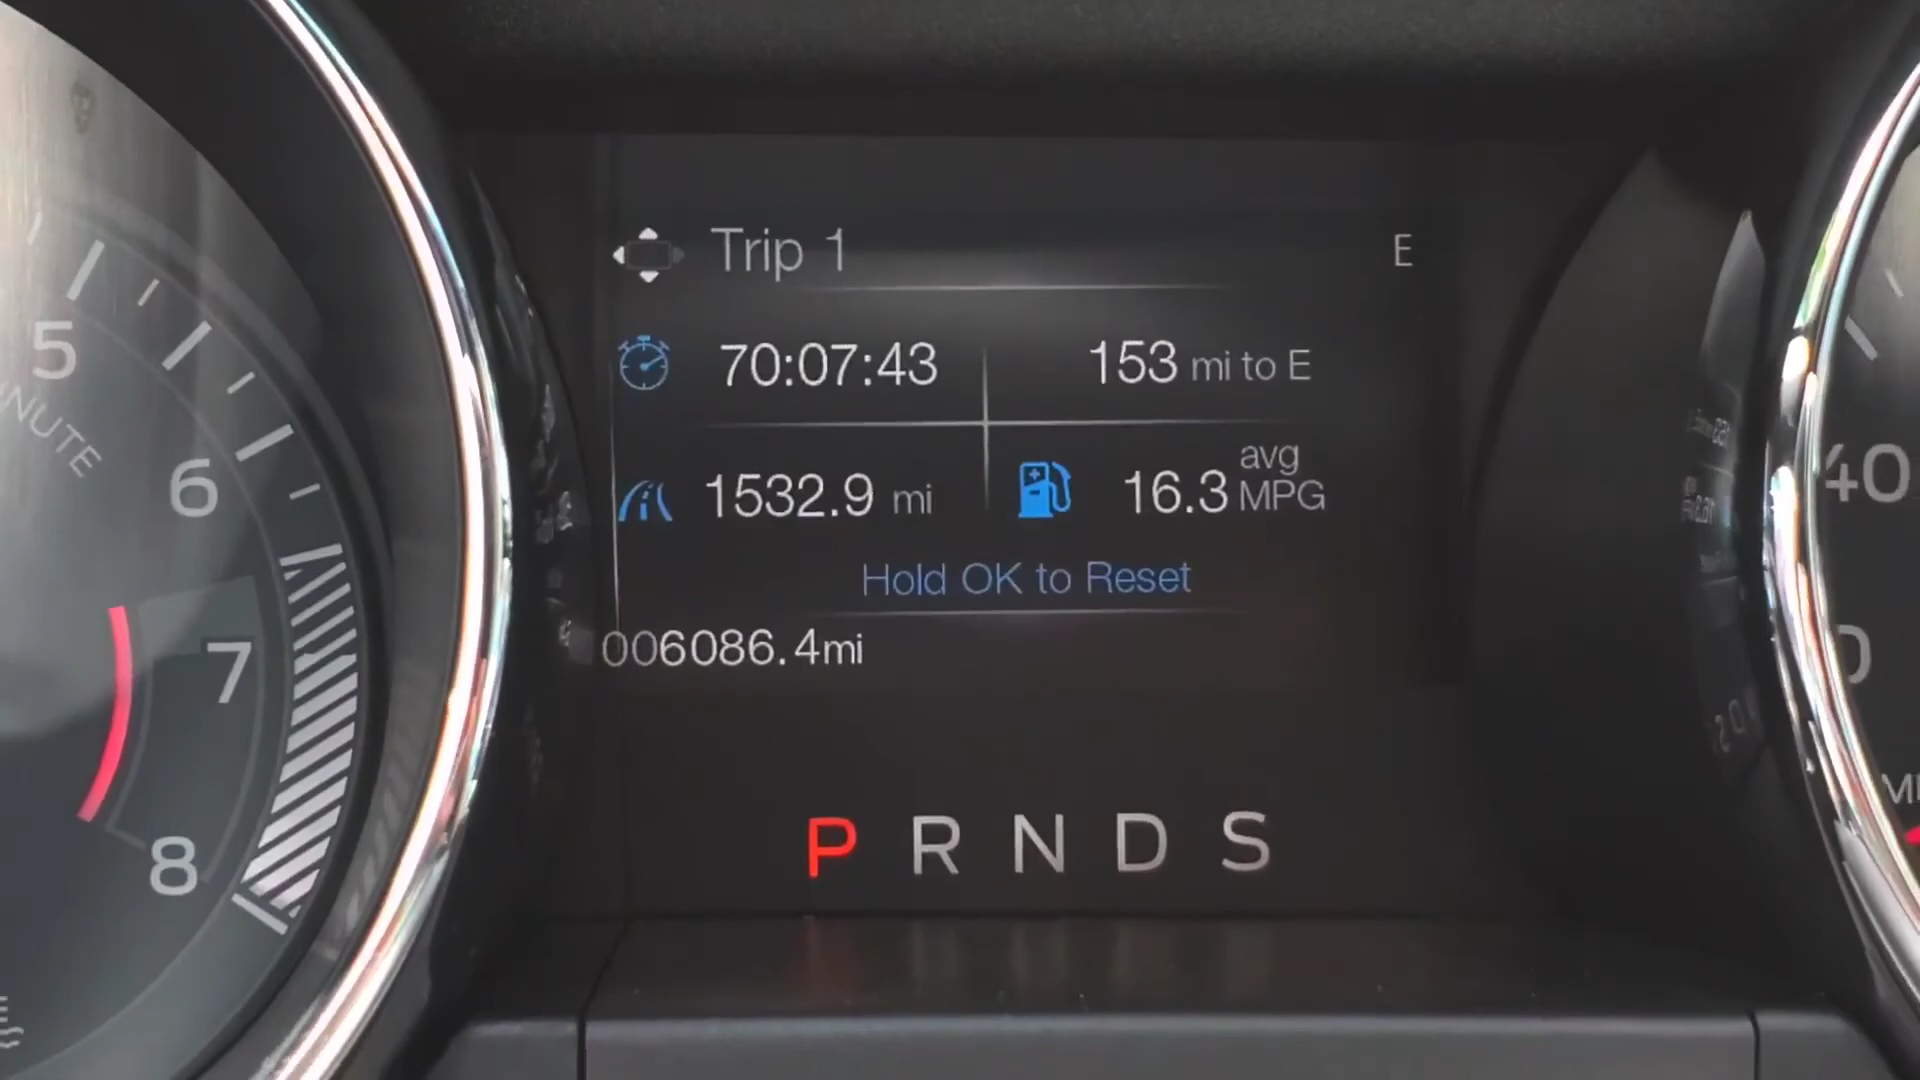 Trip 1
E
70:07:43
153 mi to E
1532.9 mi
16.3 avg MPG
Hold OK to Reset
006086.4mi
P R N D S
5
6
7
8
NUTE
40